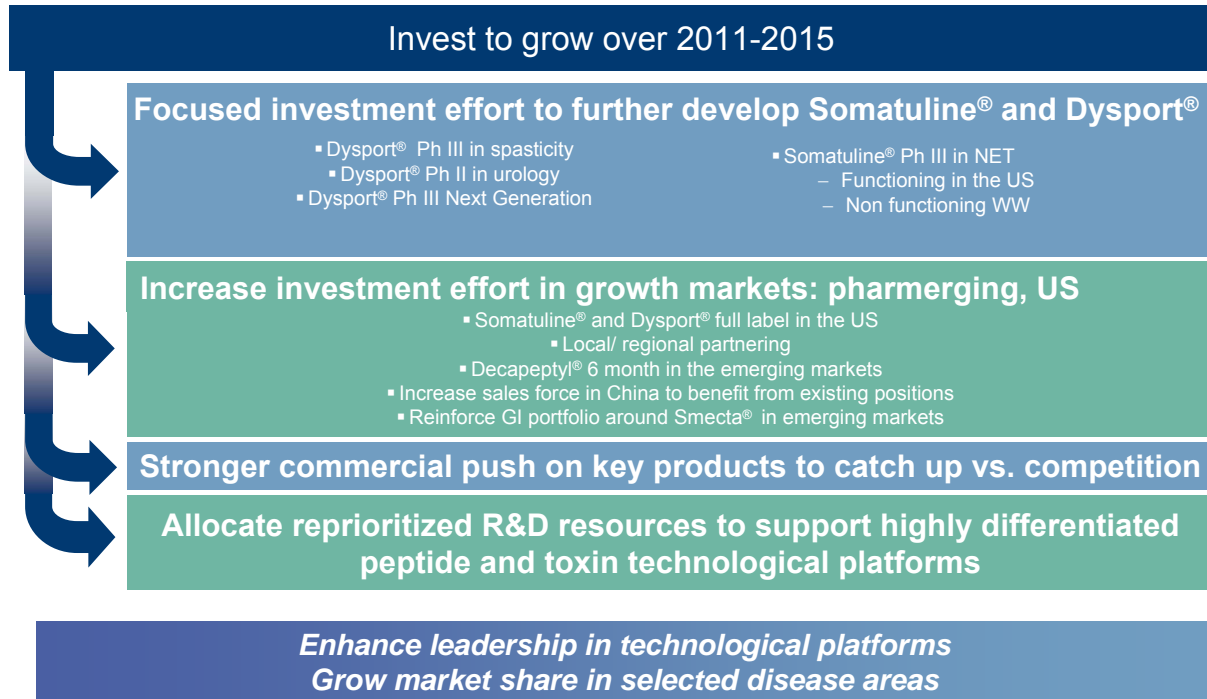 Invest to grow over 2011-2015
Focused investment effort to further develop Somatuline® and Dysport®
▪ Dysport® Ph III in spasticity
▪ Dysport® Ph II in urology
▪ Dysport® Ph III Next Generation
▪ Somatuline® Ph III in NET
– Functioning in the US
– Non functioning WW
Increase investment effort in growth markets: pharmerging, US
▪ Somatuline® and Dysport® full label in the US
▪ Local/ regional partnering
▪ Decapeptyl® 6 month in the emerging markets
▪ Increase sales force in China to benefit from existing positions
▪ Reinforce GI portfolio around Smecta® in emerging markets
Stronger commercial push on key products to catch up vs. competition
Allocate reprioritized R&D resources to support highly differentiated
peptide and toxin technological platforms
Enhance leadership in technological platforms
Grow market share in selected disease areas